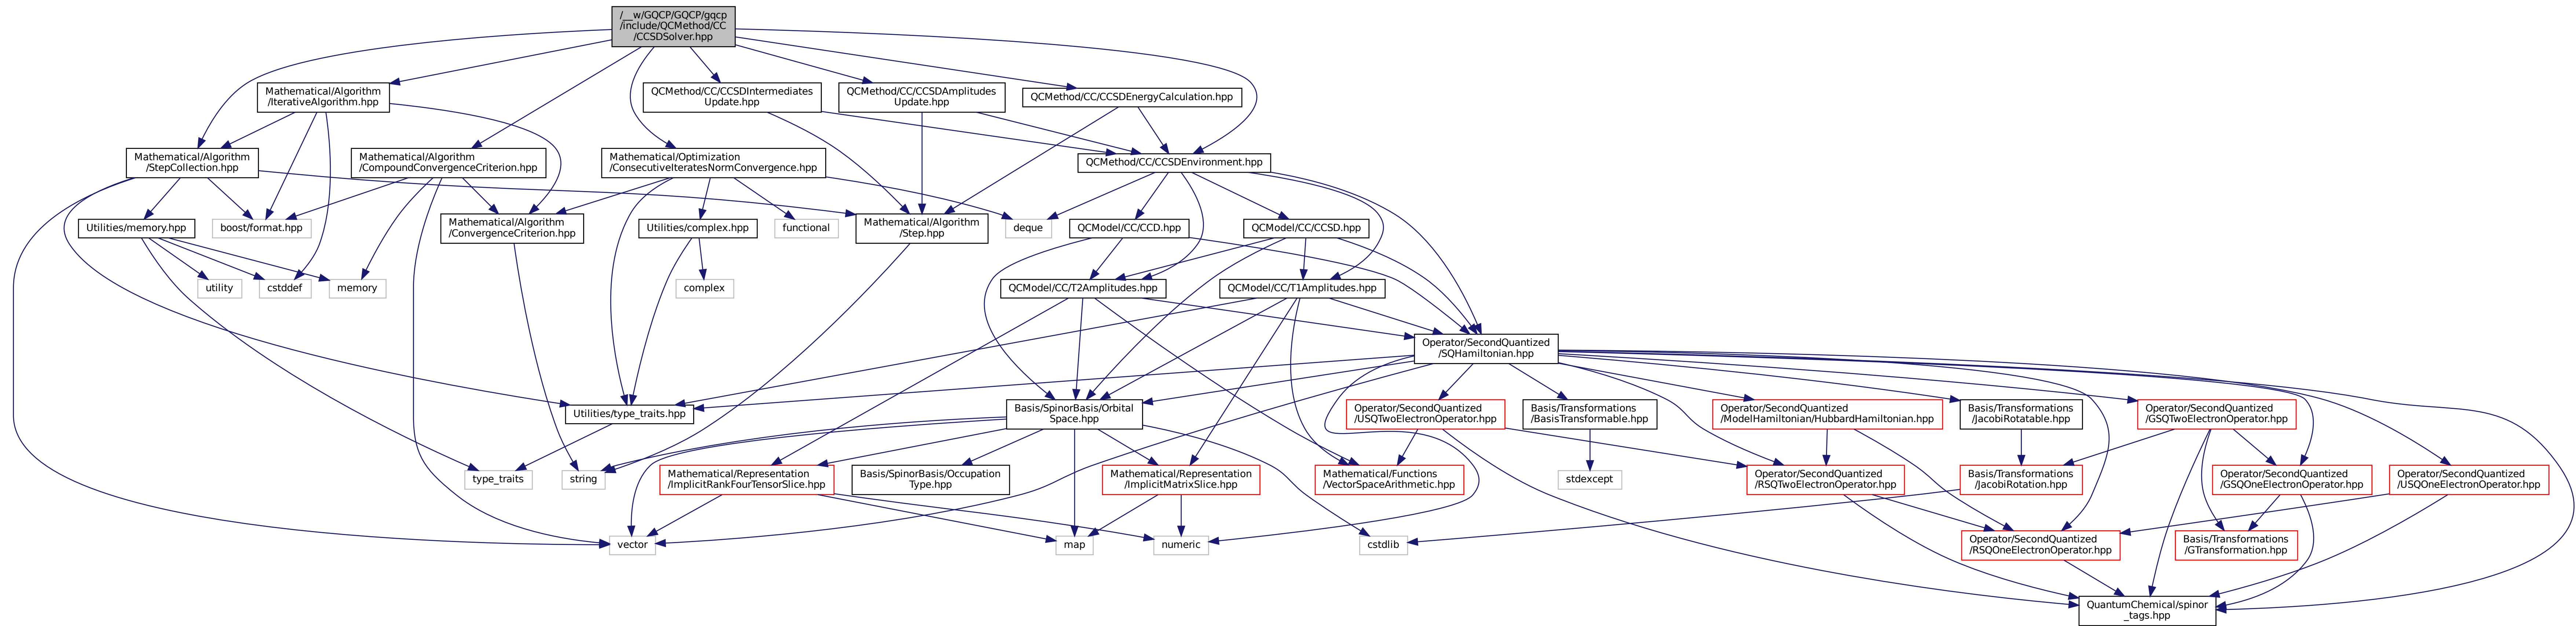 /__w/GQCP/GQCP/gqcp
/include/QCMethod/CC
/CCSDSolver.hpp
Mathematical/Algorithm
/IterativeAlgorithm.hpp
QCMethod/CC/CCSDIntermediates
Update.hpp
QCMethod/CC/CCSDAmplitudes
Update.hpp
QCMethod/CC/CCSDEnergyCalculation.hpp
Mathematical/Algorithm
/StepCollection.hpp
Mathematical/Algorithm
/CompoundConvergenceCriterion.hpp
Mathematical/Optimization
/ConsecutiveIteratesNormConvergence.hpp
QCMethod/CC/CCSDEnvironment.hpp
Utilities/memory.hpp
boost/format.hpp
Mathematical/Algorithm
/ConvergenceCriterion.hpp
Utilities/complex.hpp
functional
Mathematical/Algorithm
/Step.hpp
deque
QCModel/CC/CCD.hpp
QCModel/CC/CCSD.hpp
utility
cstddef
memory
complex
QCModel/CC/T2Amplitudes.hpp
QCModel/CC/T1Amplitudes.hpp
Operator/SecondQuantized
/SQHamiltonian.hpp
Utilities/type_traits.hpp
Basis/SpinorBasis/Orbital
Space.hpp
Operator/SecondQuantized
/USQTwoElectronOperator.hpp
Basis/Transformations
/BasisTransformable.hpp
Operator/SecondQuantized
/ModelHamiltonian/HubbardHamiltonian.hpp
Basis/Transformations
/JacobiRotatable.hpp
Operator/SecondQuantized
/GSQTwoElectronOperator.hpp
type_traits
string
Mathematical/Representation
/ImplicitRankFourTensorSlice.hpp
Basis/SpinorBasis/Occupation
Type.hpp
Mathematical/Representation
/ImplicitMatrixSlice.hpp
Mathematical/Functions
/VectorSpaceArithmetic.hpp
stdexcept
Operator/SecondQuantized
/RSQTwoElectronOperator.hpp
Basis/Transformations
/JacobiRotation.hpp
Operator/SecondQuantized
/GSQOneElectronOperator.hpp
Operator/SecondQuantized
/USQOneElectronOperator.hpp
vector
map
numeric
cstdlib
Operator/SecondQuantized
/RSQOneElectronOperator.hpp
Basis/Transformations
/GTransformation.hpp
QuantumChemical/spinor
_tags.hpp